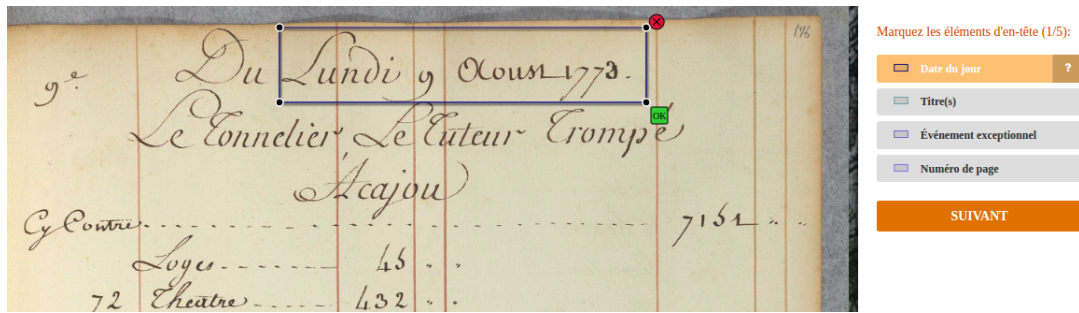 176
9.e Du Lundi 9 Aoust 1773.
Le Tonnelier, Le Tuteur Trompé
Acajou
Cy Contre 7151 " "
Loges 45 " "
72 Theatre 432 " "
OK
Marquez les éléments d'en-tête (1/5):
Date du jour ?
Titre(s)
Événement exceptionnel
Numéro de page
SUIVANT